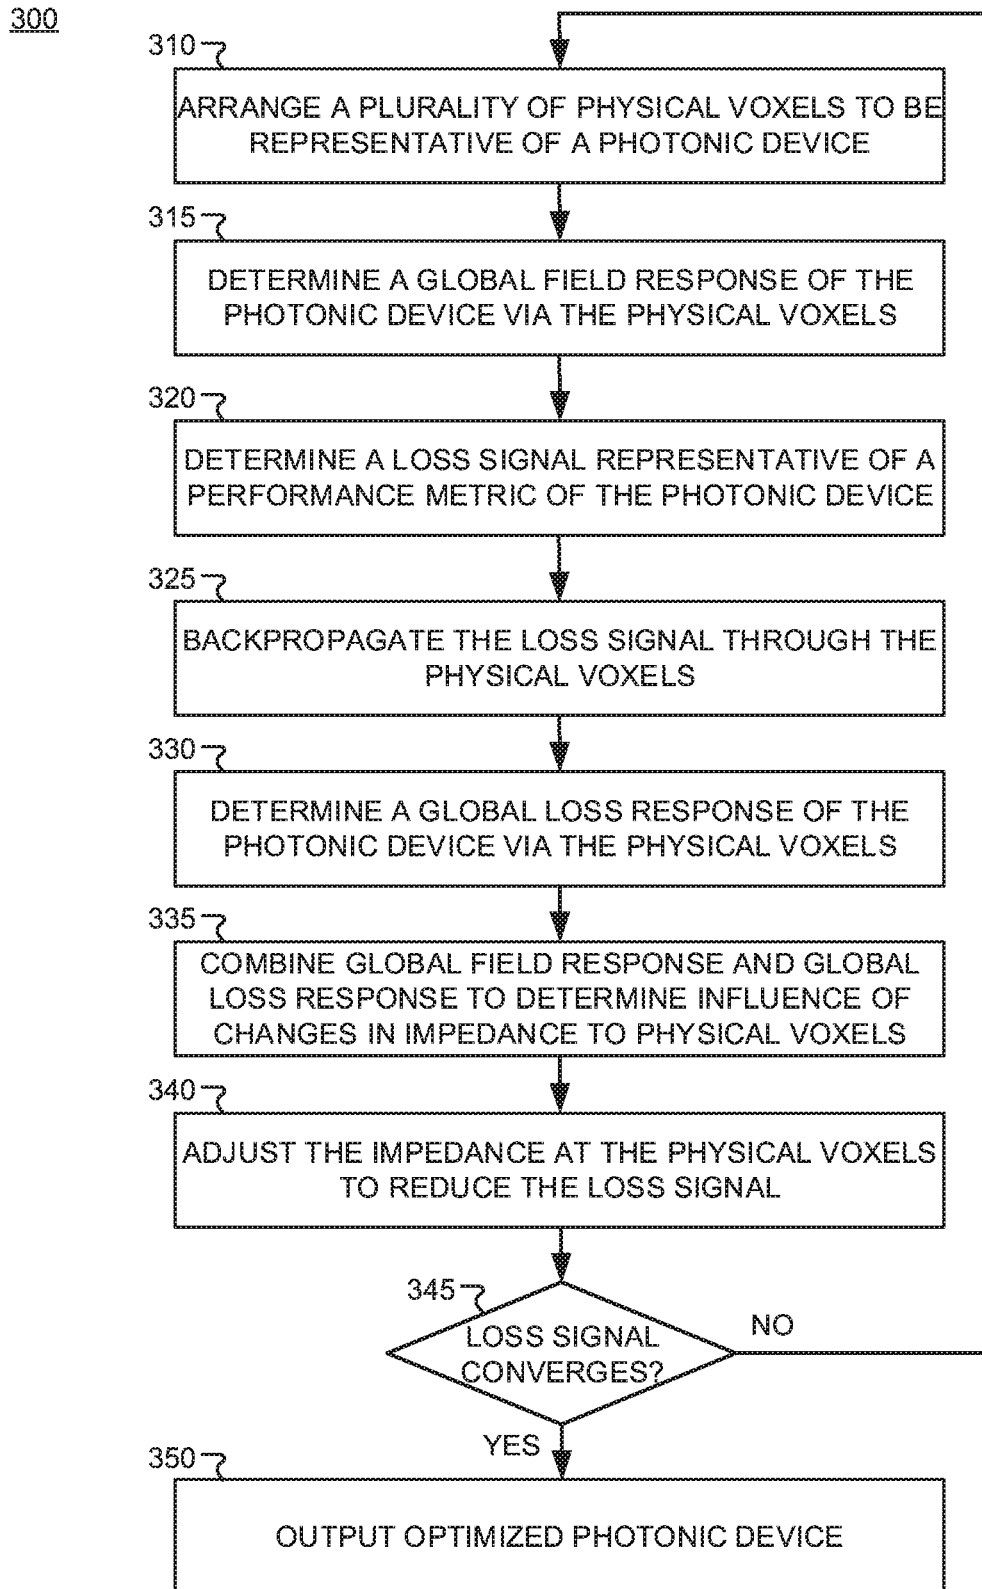 300
310
ARRANGE A PLURALITY OF PHYSICAL VOXELS TO BE
REPRESENTATIVE OF A PHOTONIC DEVICE
315
DETERMINE A GLOBAL FIELD RESPONSE OF THE
PHOTONIC DEVICE VIA THE PHYSICAL VOXELS
320
DETERMINE A LOSS SIGNAL REPRESENTATIVE OF A
PERFORMANCE METRIC OF THE PHOTONIC DEVICE
325
BACKPROPAGATE THE LOSS SIGNAL THROUGH THE
PHYSICAL VOXELS
330
DETERMINE A GLOBAL LOSS RESPONSE OF THE
PHOTONIC DEVICE VIA THE PHYSICAL VOXELS
335
COMBINE GLOBAL FIELD RESPONSE AND GLOBAL
LOSS RESPONSE TO DETERMINE INFLUENCE OF
CHANGES IN IMPEDANCE TO PHYSICAL VOXELS
340
ADJUST THE IMPEDANCE AT THE PHYSICAL VOXELS
TO REDUCE THE LOSS SIGNAL
345
LOSS SIGNAL
CONVERGES?
NO
YES
350
OUTPUT OPTIMIZED PHOTONIC DEVICE